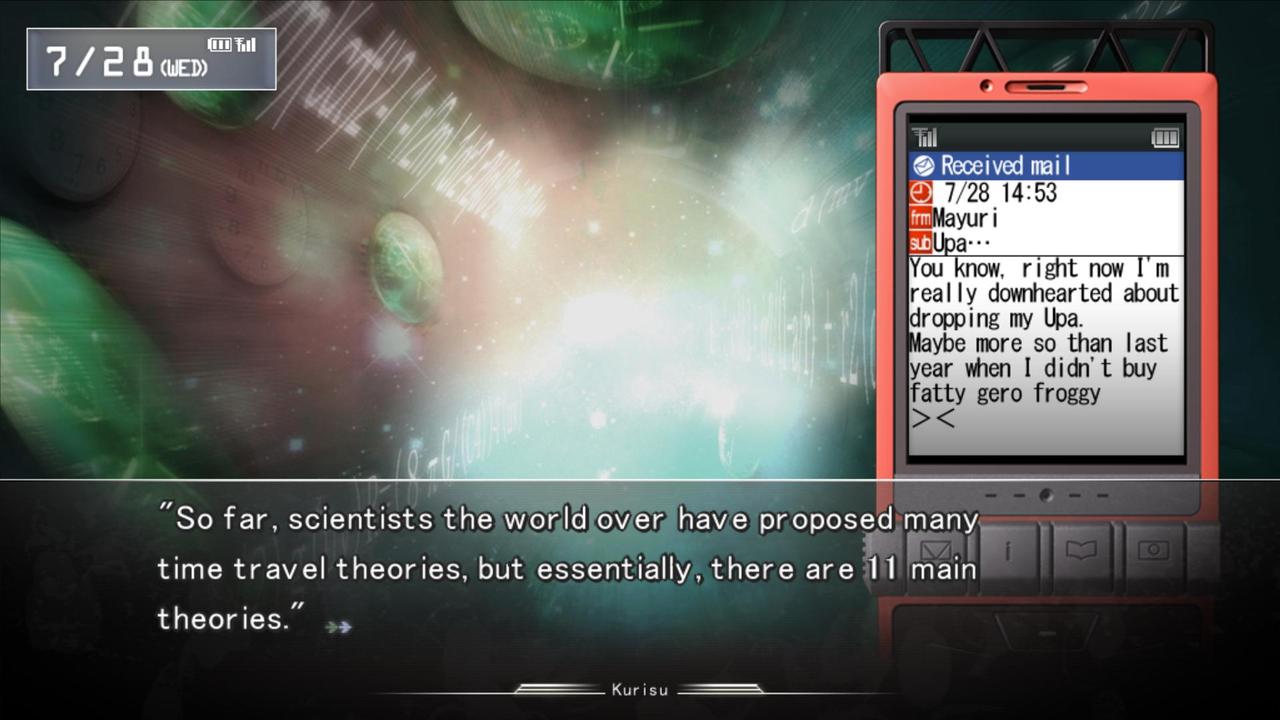 7/28(WED)
Received mail
7/28 14:53
frm Mayuri
sub Upa…
You know, right now I'm
really downhearted about
dropping my Upa.
Maybe more so than last
year when I didn't buy
fatty gero froggy
><
"So far, scientists the world over have proposed many
time travel theories, but essentially, there are 11 main
theories."
i
Kurisu